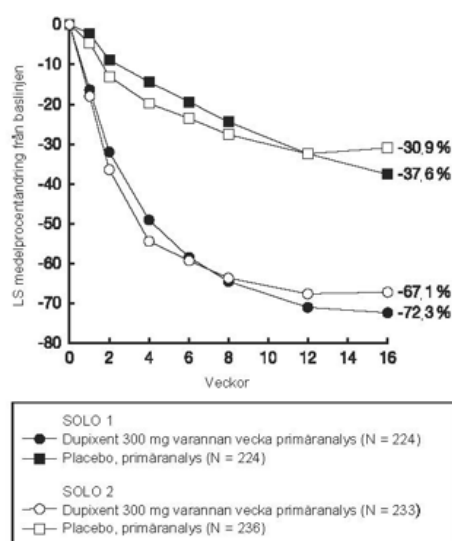 LS medelprocentändring från baslinjen
0
-10
-20
-30
-40
-50
-60
-70
-80
-30,9 %
-37,6 %
-67,1 %
-72,3 %
0 2 4 6 8 10 12 14 16
Veckor
SOLO 1
Dupixent 300 mg varannan vecka primäranalys (N = 224)
Placebo, primäranalys (N = 224)
SOLO 2
Dupixent 300 mg varannan vecka primäranalys (N = 233)
Placebo, primäranalys (N = 236)